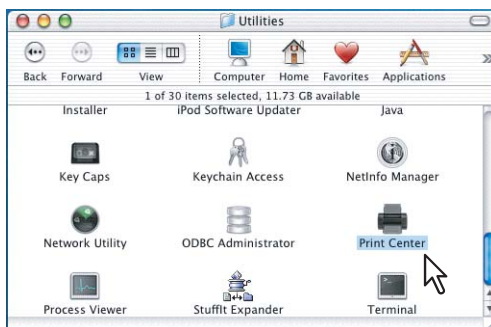 Utilities
Back Forward View Computer Home Favorites Applications
1 of 30 items selected, 11.73 GB available
Installer iPod Software Updater Java
Key Caps Keychain Access NetInfo Manager
Network Utility ODBC Administrator Print Center
Process Viewer StuffIt Expander Terminal